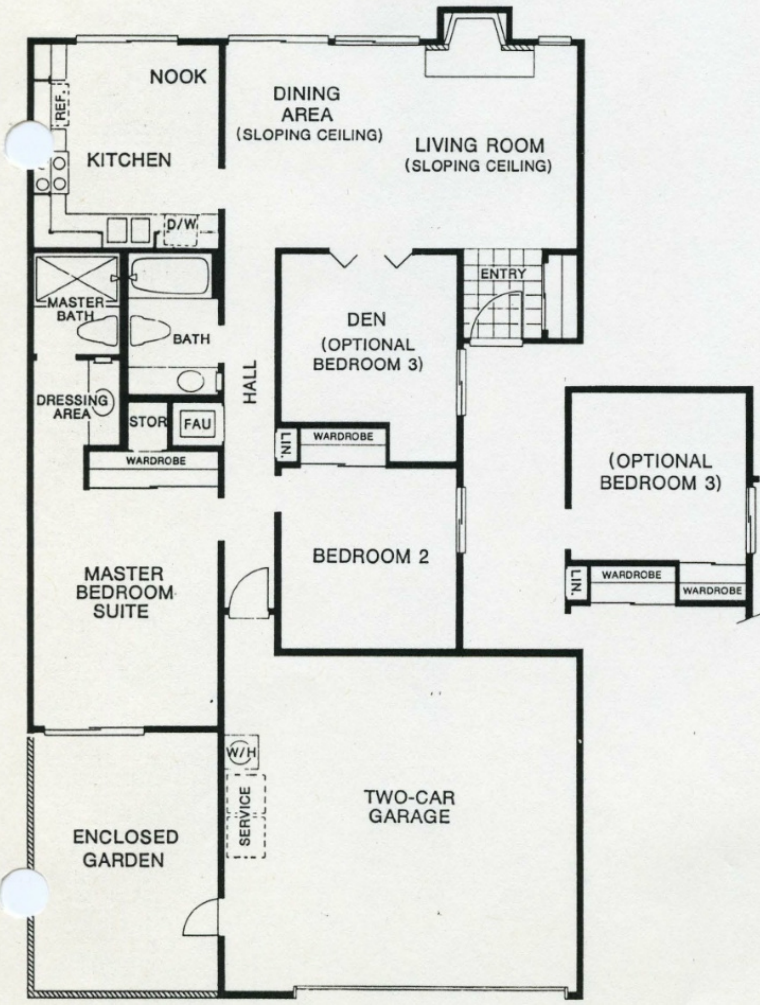 NOOK
REF.
KITCHEN
D/W
DINING
AREA
(SLOPING CEILING)
LIVING ROOM
(SLOPING CEILING)
ENTRY
MASTER
BATH
BATH
DEN
(OPTIONAL
BEDROOM 3)
HALL
DRESSING
AREA
STOR
FAU
WARDROBE
LIN.
WARDROBE
(OPTIONAL
BEDROOM 3)
LIN.
WARDROBE
WARDROBE
BEDROOM 2
MASTER
BEDROOM
SUITE
W/H
SERVICE
TWO-CAR
GARAGE
ENCLOSED
GARDEN